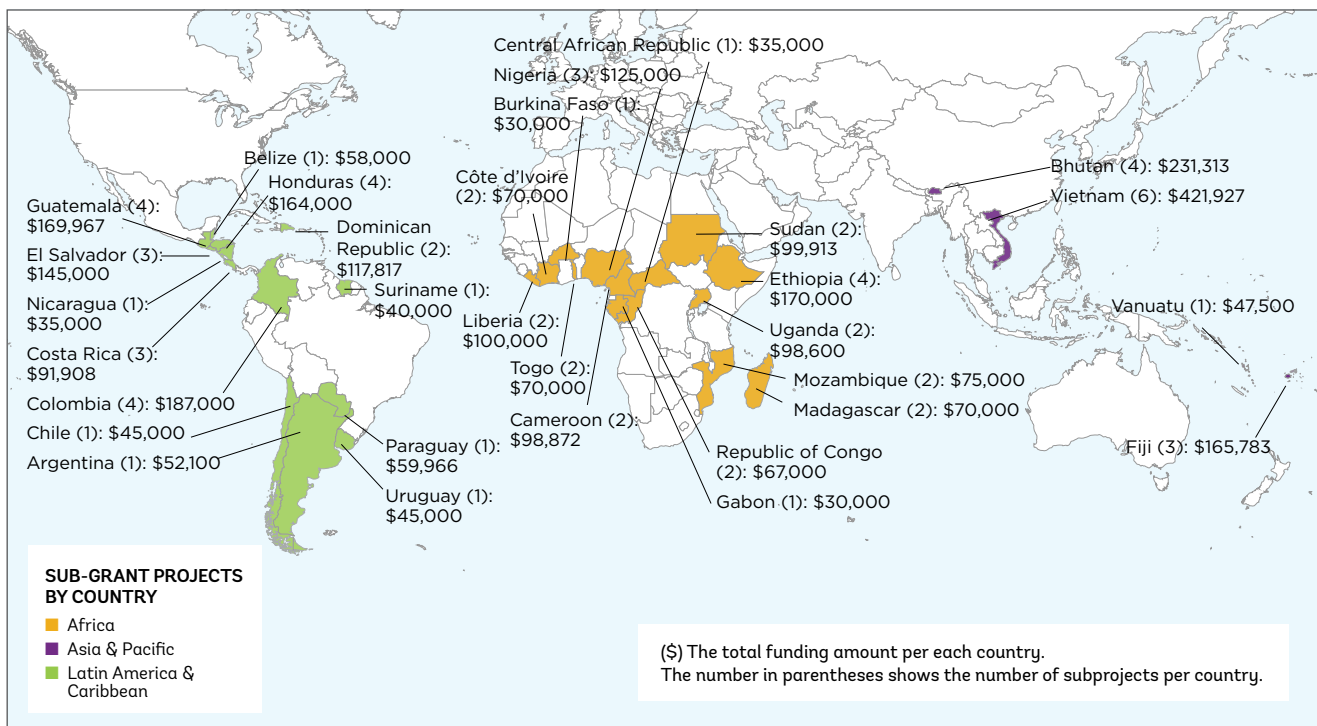 Central African Republic (1): $35,000
Nigeria (3): $125,000
Burkina Faso (1):
$30,000
Belize (1): $58,000
Honduras (4):
$164,000
Guatemala (4):
$169,967
El Salvador (3):
$145,000
Nicaragua (1):
$35,000
Costa Rica (3):
$91,908
Colombia (4): $187,000
Chile (1): $45,000
Argentina (1): $52,100
Dominican
Republic (2):
$117,817
Suriname (1):
$40,000
Paraguay (1):
$59,966
Uruguay (1):
$45,000
Côte d'Ivoire
(2): $70,000
Liberia (2):
$100,000
Togo (2):
$70,000
Cameroon (2):
$98,872
Sudan (2):
$99,913
Ethiopia (4):
$170,000
Uganda (2):
$98,600
Mozambique (2): $75,000
Madagascar (2): $70,000
Republic of Congo
(2): $67,000
Gabon (1): $30,000
Bhutan (4): $231,313
Vietnam (6): $421,927
Vanuatu (1): $47,500
Fiji (3): $165,783
SUB-GRANT PROJECTS
BY COUNTRY
Africa
Asia & Pacific
Latin America &
Caribbean
($) The total funding amount per each country.
The number in parentheses shows the number of subprojects per country.